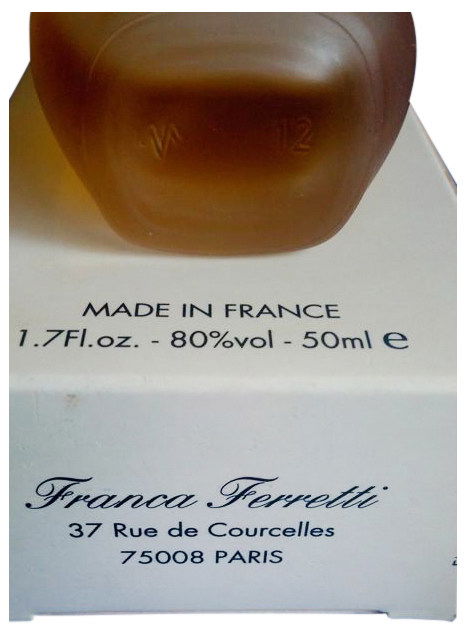 12
MADE IN FRANCE
1.7Fl.oz. - 80%vol - 50ml ℮
Franca Ferretti
37 Rue de Courcelles
75008 PARIS